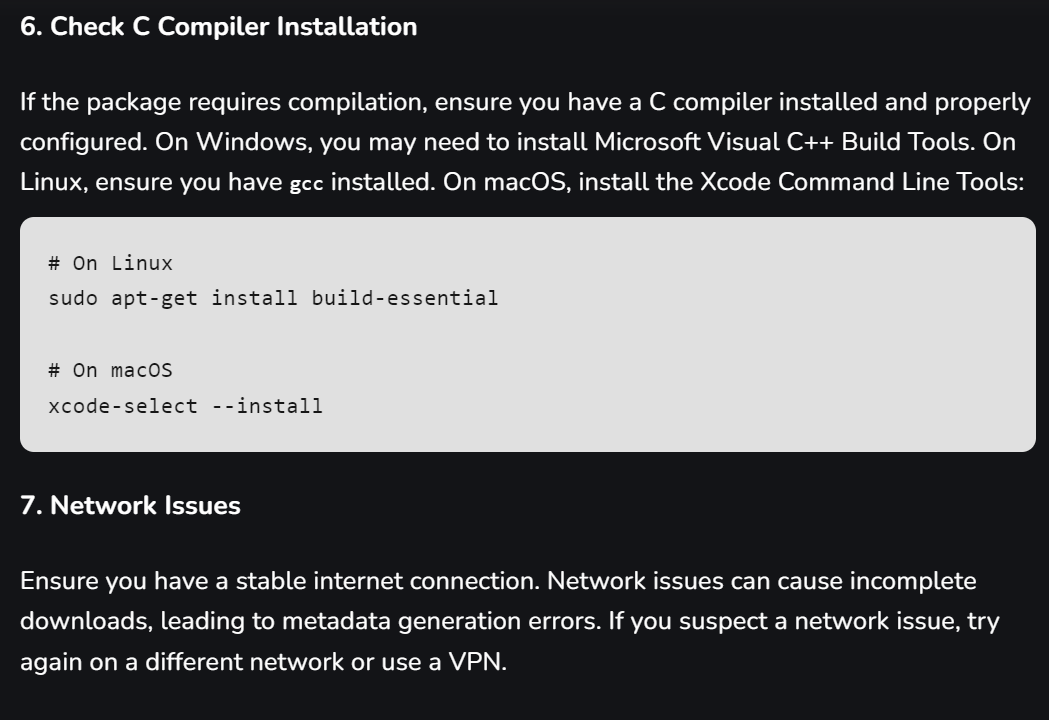 6. Check C Compiler Installation
If the package requires compilation, ensure you have a C compiler installed and properly
configured. On Windows, you may need to install Microsoft Visual C++ Build Tools. On
Linux, ensure you have gcc installed. On macOS, install the Xcode Command Line Tools:
# On Linux
sudo apt-get install build-essential
# On macOS
xcode-select --install
7. Network Issues
Ensure you have a stable internet connection. Network issues can cause incomplete
downloads, leading to metadata generation errors. If you suspect a network issue, try
again on a different network or use a VPN.